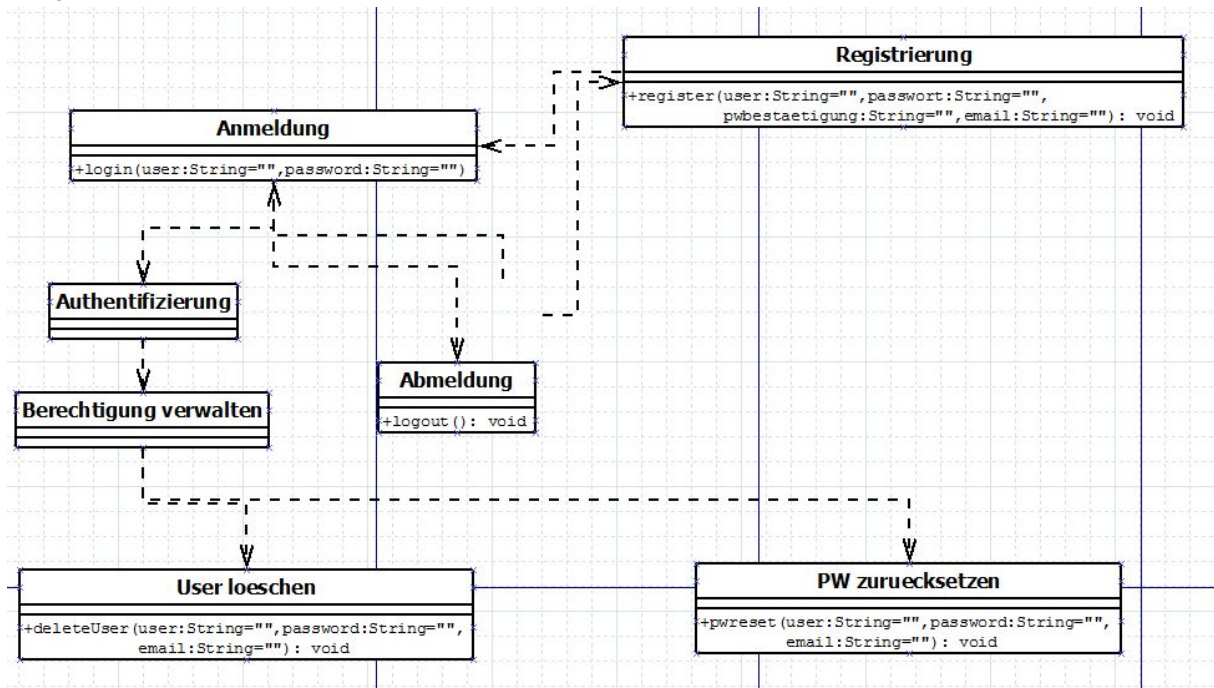 Registrierung
+register(user:String="",passwort:String="",
pwbestaetigung:String="",email:String=""): void
Anmeldung
+login(user:String="",password:String="")
Authentifizierung
Abmeldung
+logout(): void
Berechtigung verwalten
User loeschen
+deleteUser(user:String="",password:String="",
email:String=""): void
PW zuruecksetzen
+pwreset(user:String="",password:String="",
email:String=""): void